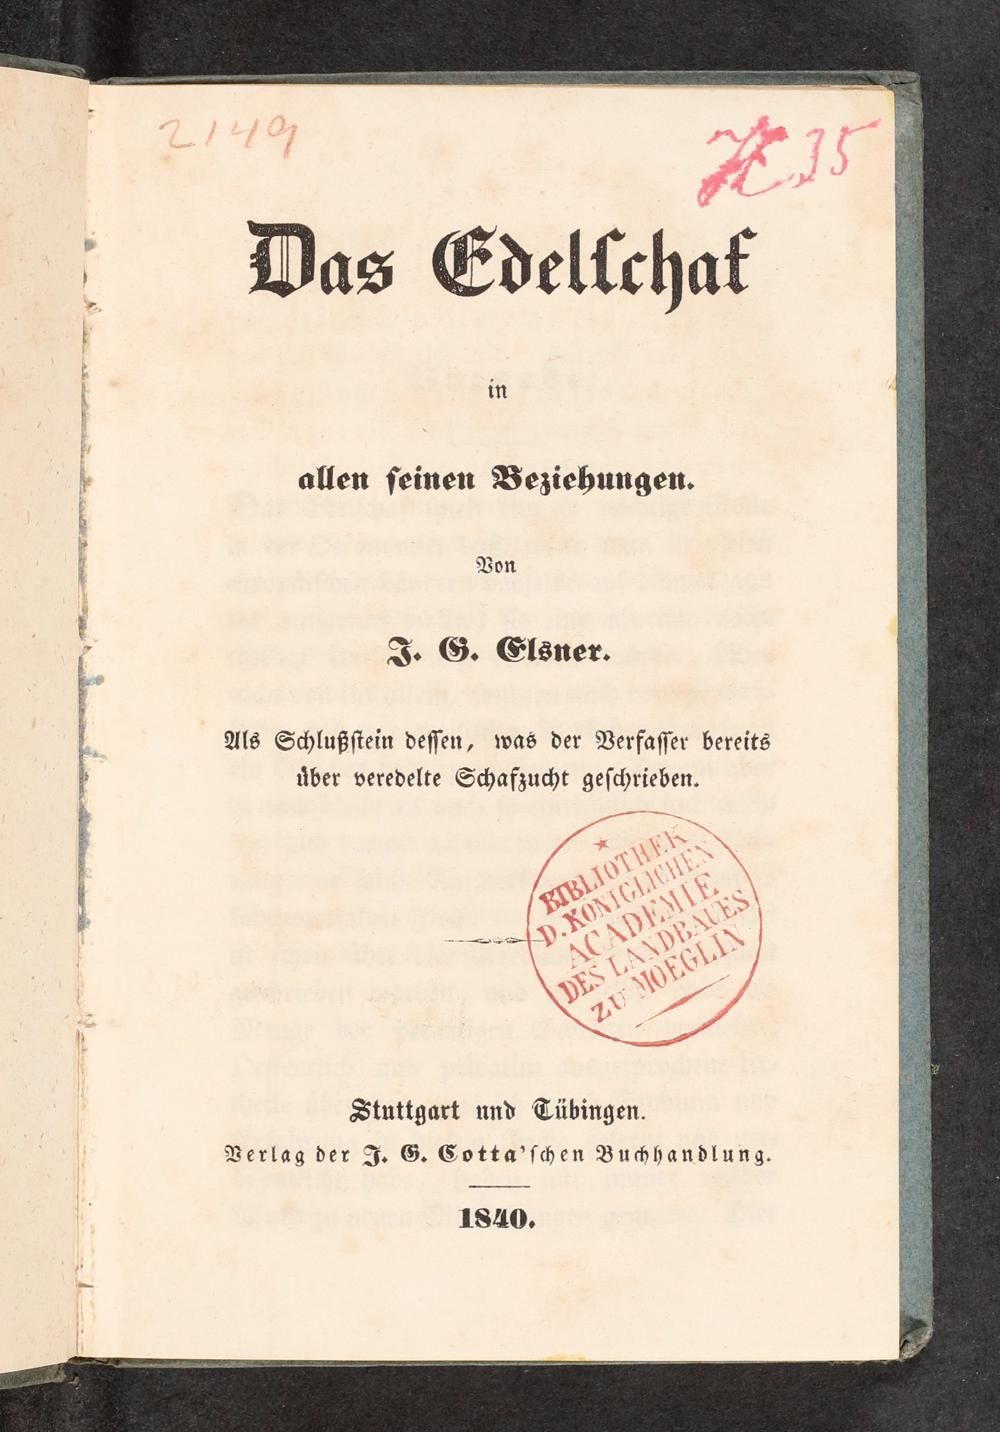 2149
H. 35
Das Edelschaf
in
allen seinen Beziehungen.
Von
J. G. Elsner.
Als Schlußstein dessen, was der Verfasser bereits
über veredelte Schafzucht geschrieben.
BIBLIOTHEK
D. KÖNIGLICHEN
ACADEMIE
DES LANDBAUES
ZU MOEGLIN
Stuttgart und Tübingen.
Verlag der J. G. Cotta'schen Buchhandlung.
1840.